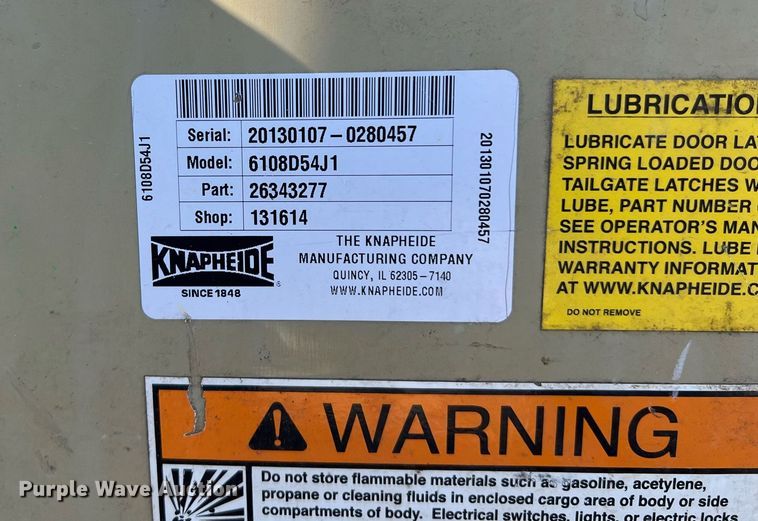 Serial: 20130107-0280457
Model: 6108D54J1
Part: 26343277
Shop: 131614
6108D54J1
201301070280457
KNAPHEIDE
SINCE 1848
THE KNAPHEIDE
MANUFACTURING COMPANY
QUINCY, IL 62305-7140
WWW.KNAPHEIDE.COM
LUBRICATIO
LUBRICATE DOOR LA
SPRING LOADED DOO
TAILGATE LATCHES W
LUBE, PART NUMBER
SEE OPERATOR'S MAN
INSTRUCTIONS. LUBE
WARRANTY INFORMAT
AT WWW.KNAPHEIDE.C
DO NOT REMOVE
WARNING
Do not store flammable materials such as gasoline, acetylene,
propane or cleaning fluids in enclosed cargo area of body or side
compartments of body. Electrical switches, lights, or electric locks
Purple Wave Auction